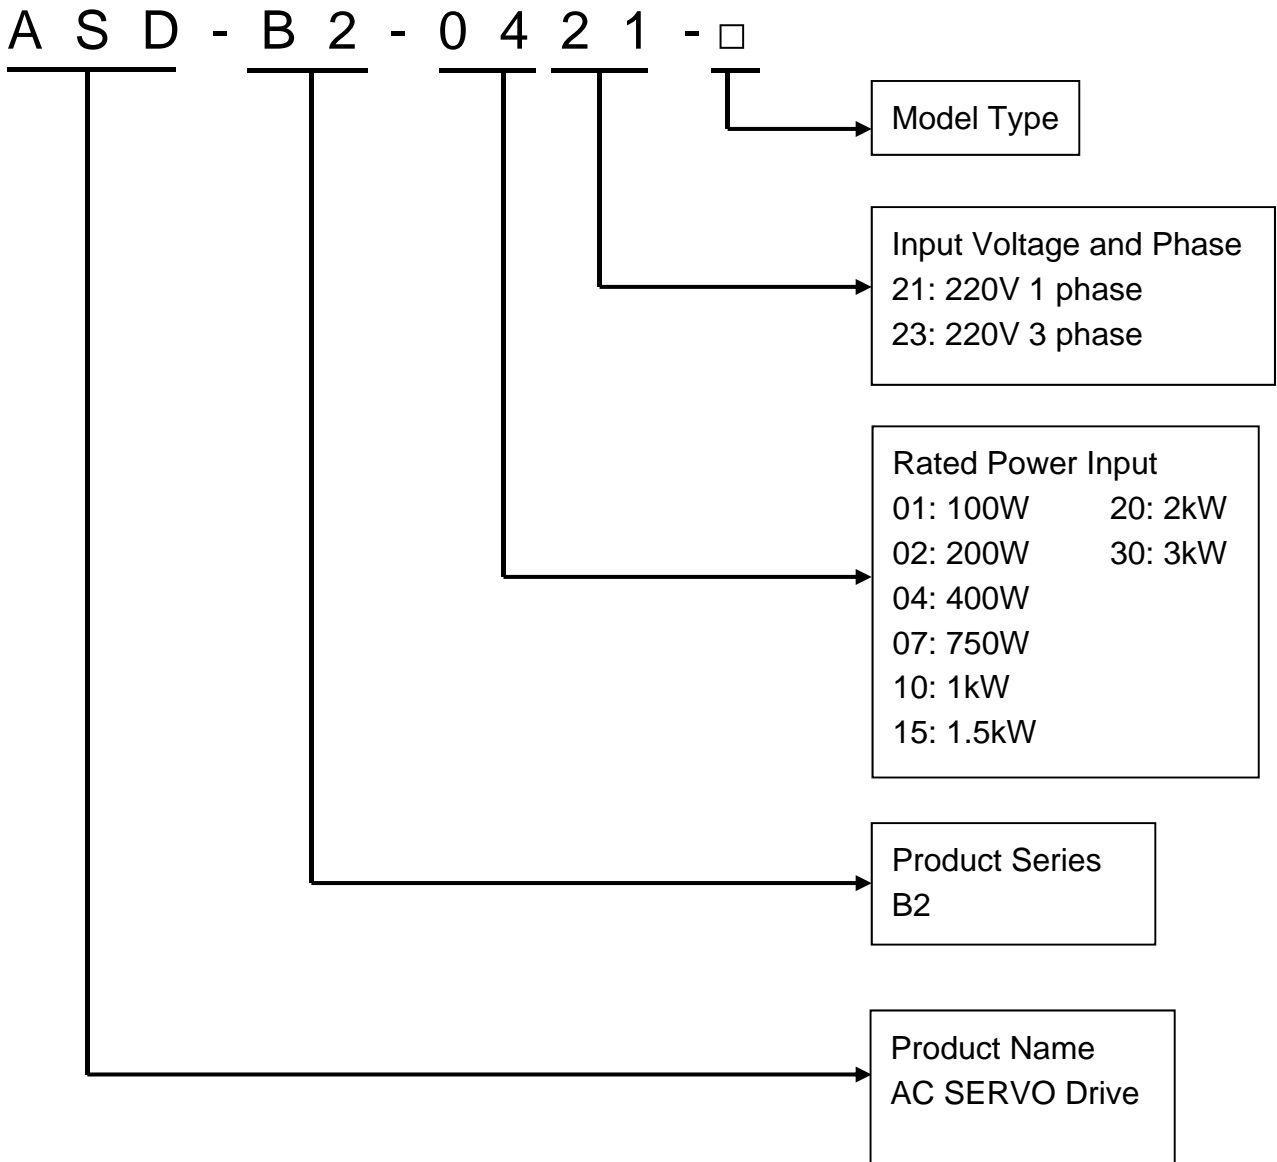 A S D - B 2 - 0 4 2 1 - □
Model Type
Input Voltage and Phase
21: 220V 1 phase
23: 220V 3 phase
Rated Power Input
01: 100W 20: 2kW
02: 200W 30: 3kW
04: 400W
07: 750W
10: 1kW
15: 1.5kW
Product Series
B2
Product Name
AC SERVO Drive